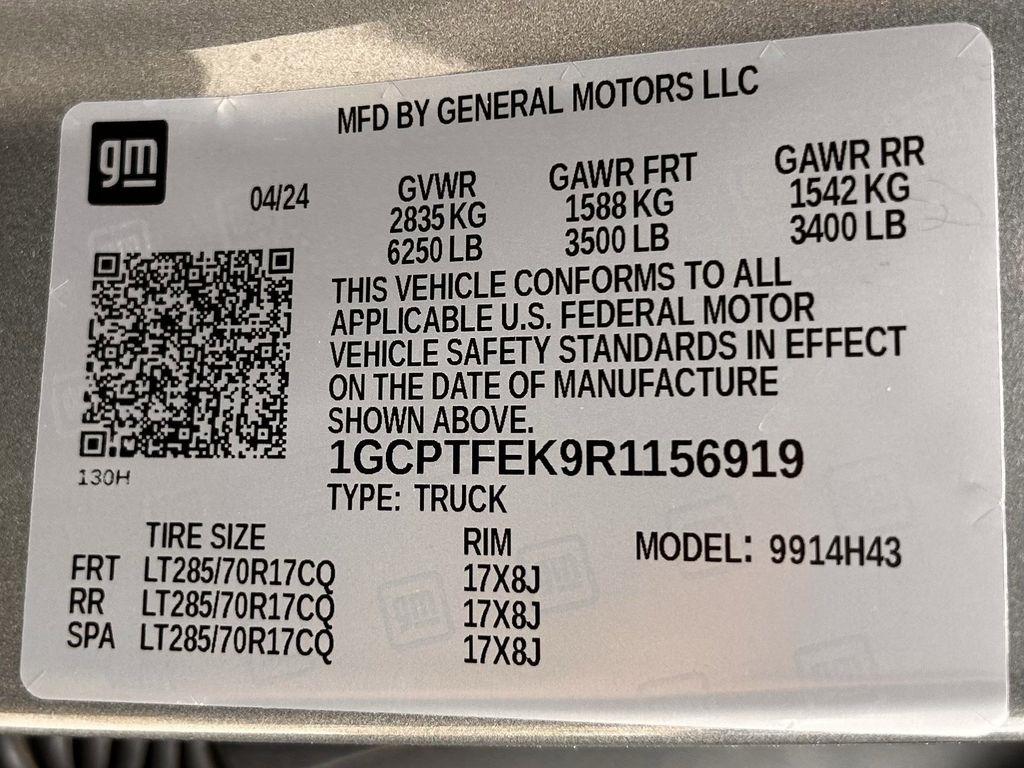 MFD BY GENERAL MOTORS LLC
gm
04/24
GVWR
2835 KG
6250 LB
GAWR FRT
1588 KG
3500 LB
GAWR RR
1542 KG
3400 LB
THIS VEHICLE CONFORMS TO ALL
APPLICABLE U.S. FEDERAL MOTOR
VEHICLE SAFETY STANDARDS IN EFFECT
ON THE DATE OF MANUFACTURE
SHOWN ABOVE.
1GCPTFEK9R1156919
130H
TYPE: TRUCK
TIRE SIZE RIM MODEL: 9914H43
FRT LT285/70R17CQ 17X8J
RR LT285/70R17CQ 17X8J
SPA LT285/70R17CQ 17X8J